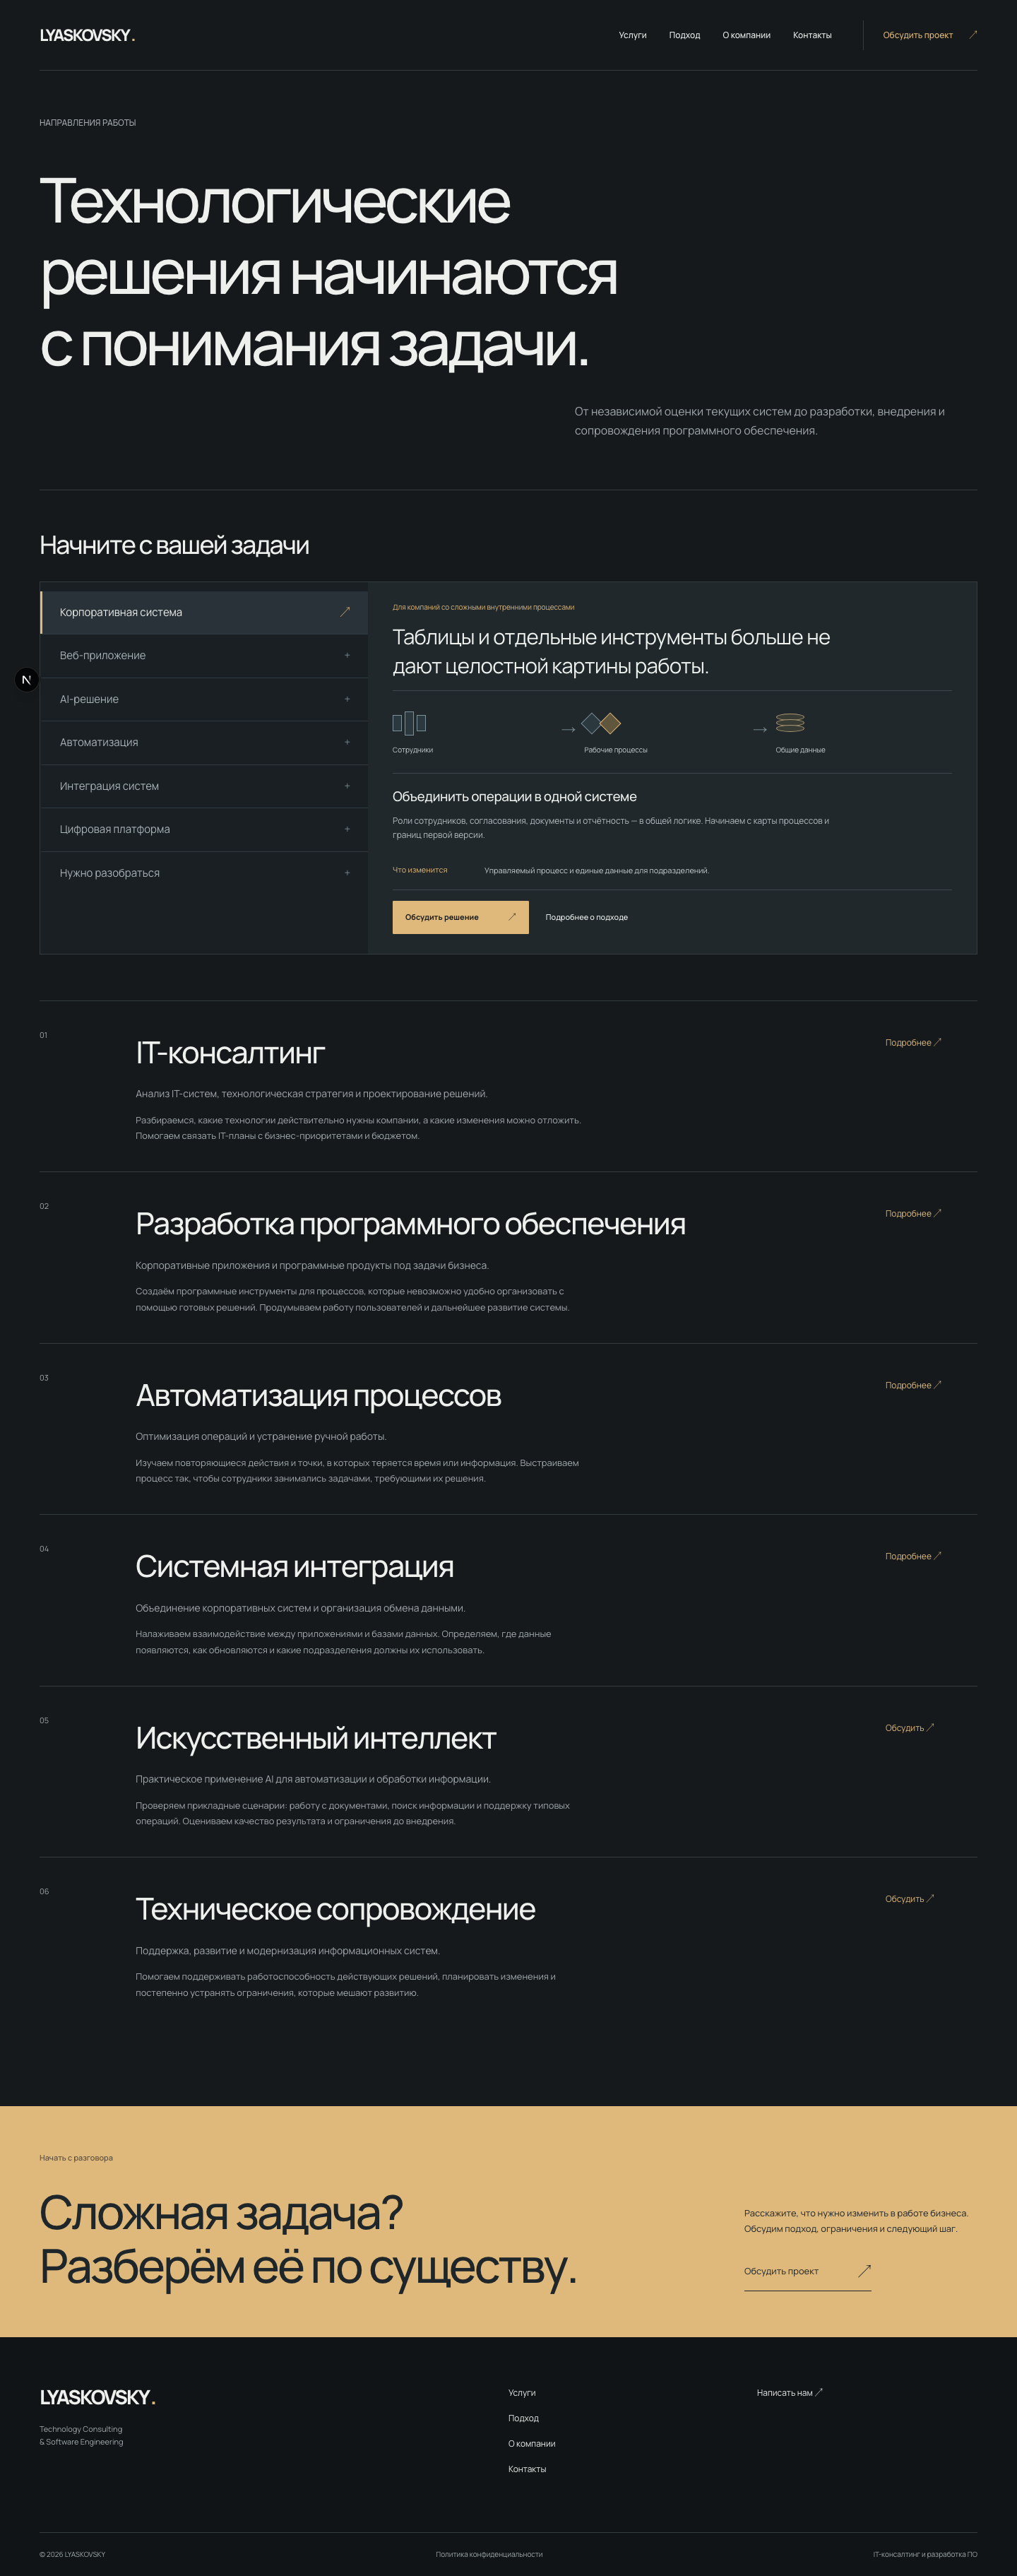 LYASKOVSKY.
Услуги
Подход
О компании
Контакты
Обсудить проект
НАПРАВЛЕНИЯ РАБОТЫ
Технологические
решения начинаются
с понимания задачи.
От независимой оценки текущих систем до разработки, внедрения и
сопровождения программного обеспечения.
Начните с вашей задачи
Корпоративная система
Веб-приложение
AI-решение
Автоматизация
Интеграция систем
Цифровая платформа
Нужно разобраться
Для компаний со сложными внутренними процессами
Таблицы и отдельные инструменты больше не
дают целостной картины работы.
Сотрудники
Рабочие процессы
Общие данные
Объединить операции в одной системе
Роли сотрудников, согласования, документы и отчётность — в общей логике. Начинаем с карты процессов и
границ первой версии.
Что изменится
Управляемый процесс и единые данные для подразделений.
Обсудить решение
Подробнее о подходе
01
IT-консалтинг
Подробнее
Анализ IT-систем, технологическая стратегия и проектирование решений.
Разбираемся, какие технологии действительно нужны компании, а какие изменения можно отложить.
Помогаем связать IT-планы с бизнес-приоритетами и бюджетом.
02
Разработка программного обеспечения
Подробнее
Корпоративные приложения и программные продукты под задачи бизнеса.
Создаём программные инструменты для процессов, которые невозможно удобно организовать с
помощью готовых решений. Продумываем работу пользователей и дальнейшее развитие системы.
03
Автоматизация процессов
Подробнее
Оптимизация операций и устранение ручной работы.
Изучаем повторяющиеся действия и точки, в которых теряется время или информация. Выстраиваем
процесс так, чтобы сотрудники занимались задачами, требующими их решения.
04
Системная интеграция
Подробнее
Объединение корпоративных систем и организация обмена данными.
Налаживаем взаимодействие между приложениями и базами данных. Определяем, где данные
появляются, как обновляются и какие подразделения должны их использовать.
05
Искусственный интеллект
Обсудить
Практическое применение AI для автоматизации и обработки информации.
Проверяем прикладные сценарии: работу с документами, поиск информации и поддержку типовых
операций. Оцениваем качество результата и ограничения до внедрения.
06
Техническое сопровождение
Обсудить
Поддержка, развитие и модернизация информационных систем.
Помогаем поддерживать работоспособность действующих решений, планировать изменения и
постепенно устранять ограничения, которые мешают развитию.
Начать с разговора
Сложная задача?
Разберём её по существу.
Расскажите, что нужно изменить в работе бизнеса.
Обсудим подход, ограничения и следующий шаг.
Обсудить проект
LYASKOVSKY.
Technology Consulting
& Software Engineering
Услуги
Подход
О компании
Контакты
Написать нам
© 2026 LYASKOVSKY
Политика конфиденциальности
IT-консалтинг и разработка ПО